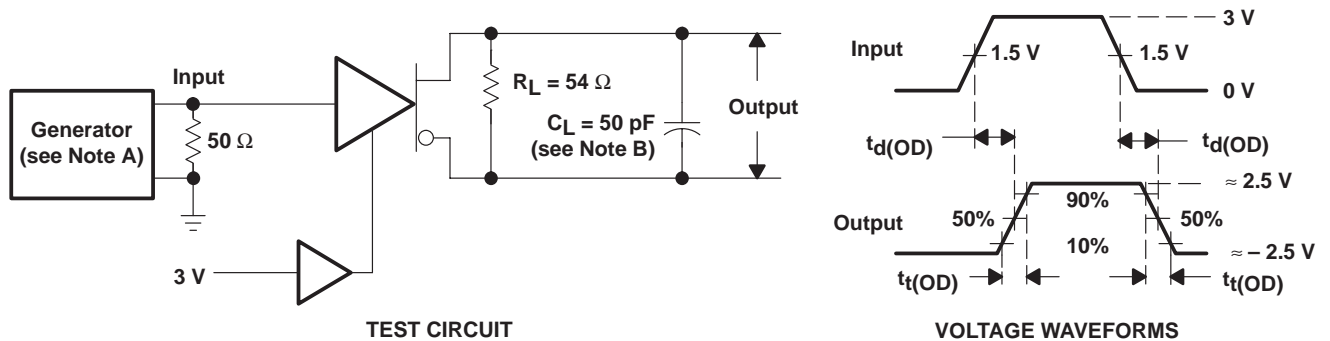 Input
Generator
(see Note A)
50 Ω
3 V
R_L = 54 Ω
C_L = 50 pF
(see Note B)
Output
TEST CIRCUIT
3 V
Input
1.5 V
1.5 V
0 V
t_d(OD)
t_d(OD)
≈ 2.5 V
90%
50%
50%
Output
10%
≈ – 2.5 V
t_t(OD)
t_t(OD)
VOLTAGE WAVEFORMS